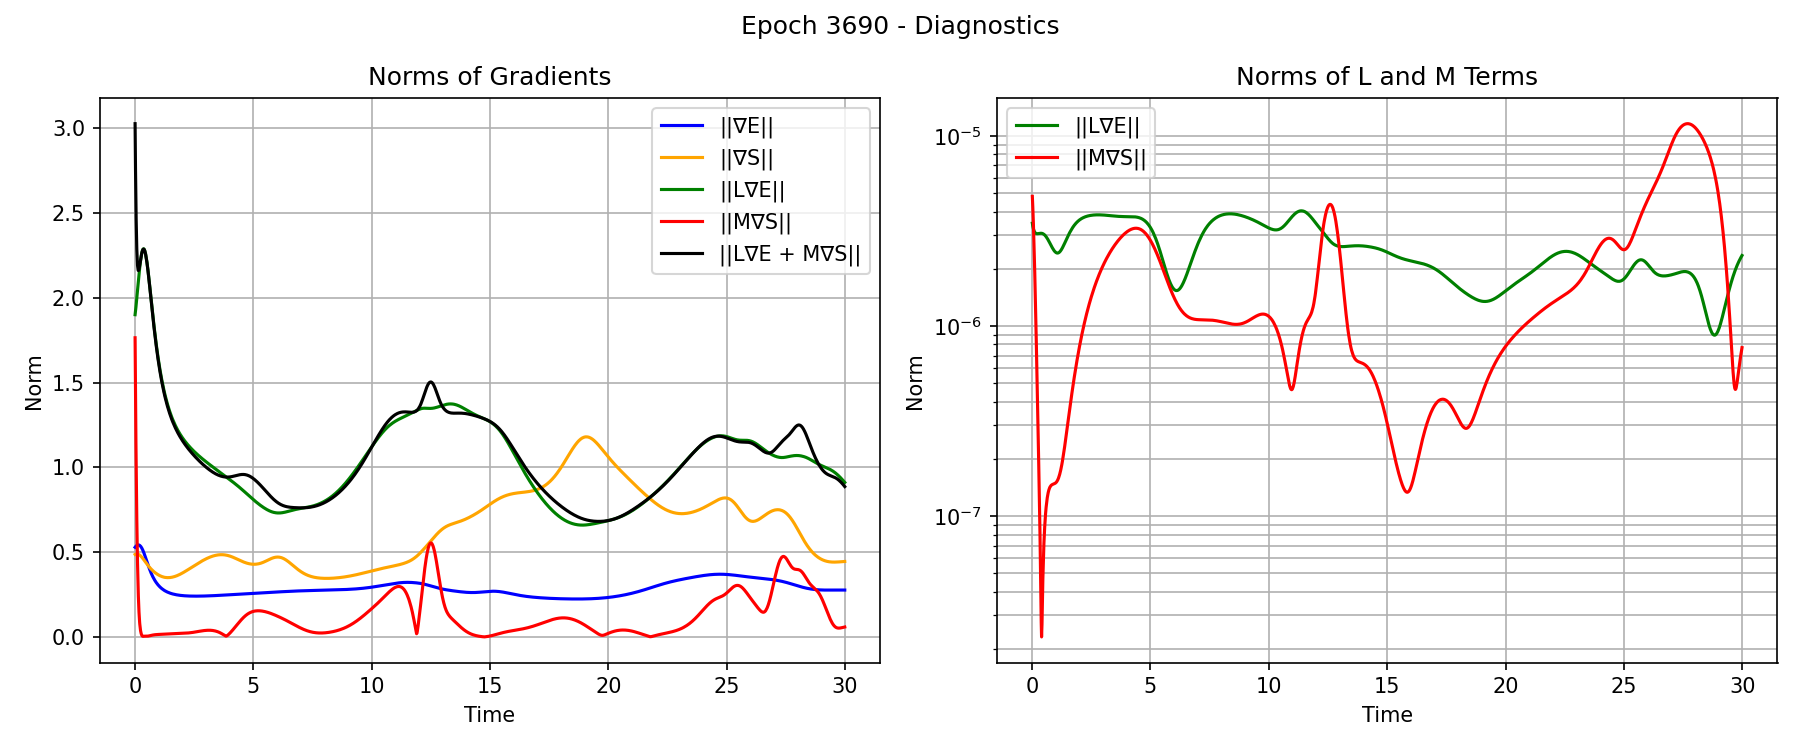 Epoch 3690 - Diagnostics
Norms of Gradients
Norm
3.0
2.5
2.0
1.5
1.0
0.5
0.0
0 5 10 15 20 25 30
Time
||∇E||
||∇S||
||L∇E||
||M∇S||
||L∇E + M∇S||
Norms of L and M Terms
Norm
10⁻⁵
10⁻⁶
10⁻⁷
0 5 10 15 20 25 30
Time
||L∇E||
||M∇S||